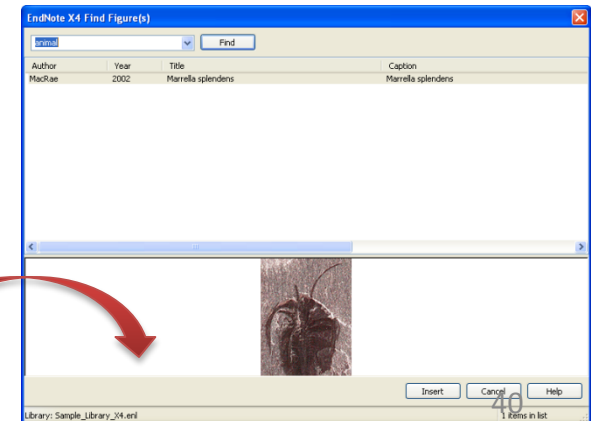 EndNote X4 Find Figure(s)
animal Find
Author Year Title Caption
MacRae 2002 Marrella splendens Marrella splendens
Insert Cancel Help
40
Library: Sample_Library_X4.enl 1 items in list